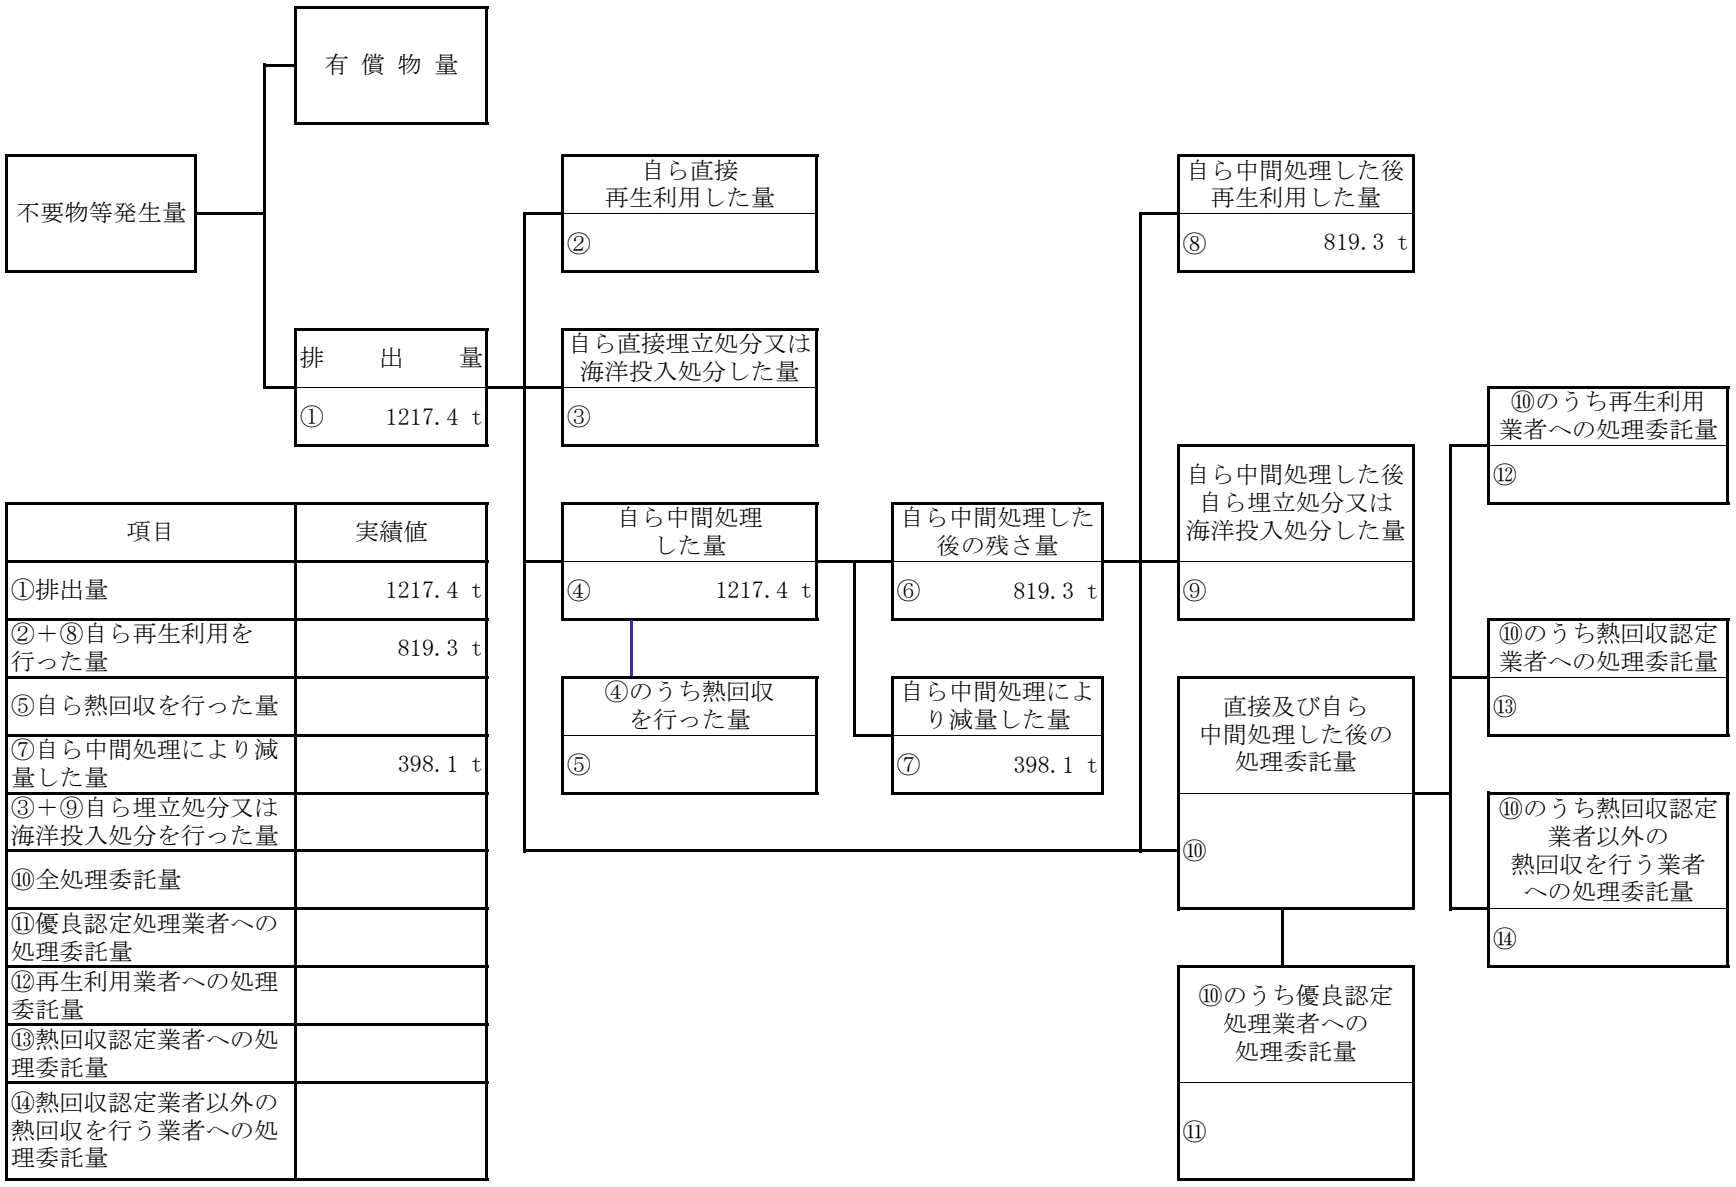 有償物量
不要物等発生量
排出量
① 1217.4 t
自ら直接
再生利用した量
②
自ら直接埋立処分又は
海洋投入処分した量
③
自ら中間処理
した量
④ 1217.4 t
④のうち熱回収
を行った量
⑤
自ら中間処理した
後の残さ量
⑥ 819.3 t
自ら中間処理によ
り減量した量
⑦ 398.1 t
自ら中間処理した後
再生利用した量
⑧ 819.3 t
自ら中間処理した後
自ら埋立処分又は
海洋投入処分した量
⑨
直接及び自ら
中間処理した後の
処理委託量
⑩
⑩のうち優良認定
処理業者への
処理委託量
⑪
⑩のうち再生利用
業者への処理委託量
⑫
⑩のうち熱回収認定
業者への処理委託量
⑬
⑩のうち熱回収認定
業者以外の
熱回収を行う業者
への処理委託量
⑭
項目 実績値
①排出量 1217.4 t
②＋⑧自ら再生利用を
行った量 819.3 t
⑤自ら熱回収を行った量
⑦自ら中間処理により減
量した量 398.1 t
③＋⑨自ら埋立処分又は
海洋投入処分を行った量
⑩全処理委託量
⑪優良認定処理業者への
処理委託量
⑫再生利用業者への処理
委託量
⑬熱回収認定業者への処
理委託量
⑭熱回収認定業者以外の
熱回収を行う業者への処
理委託量